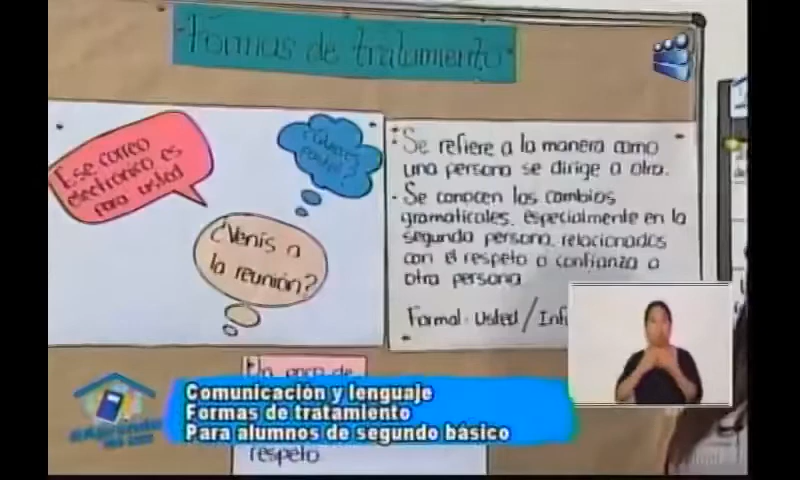 Formas de tratamiento
Ese correo
electrónico es
para usted
¿Quieres
¿Venís a
la reunión?
Se refiere a la manera como
una persona se dirige a otra.
Se conocen los cambios
gramaticales, especialmente en la
segunda persona, relacionados
con el respeto o confianza a
otra persona
Formal: Usted / Inf
Comunicación y lenguaje
Formas de tratamiento
Para alumnos de segundo básico
respeto